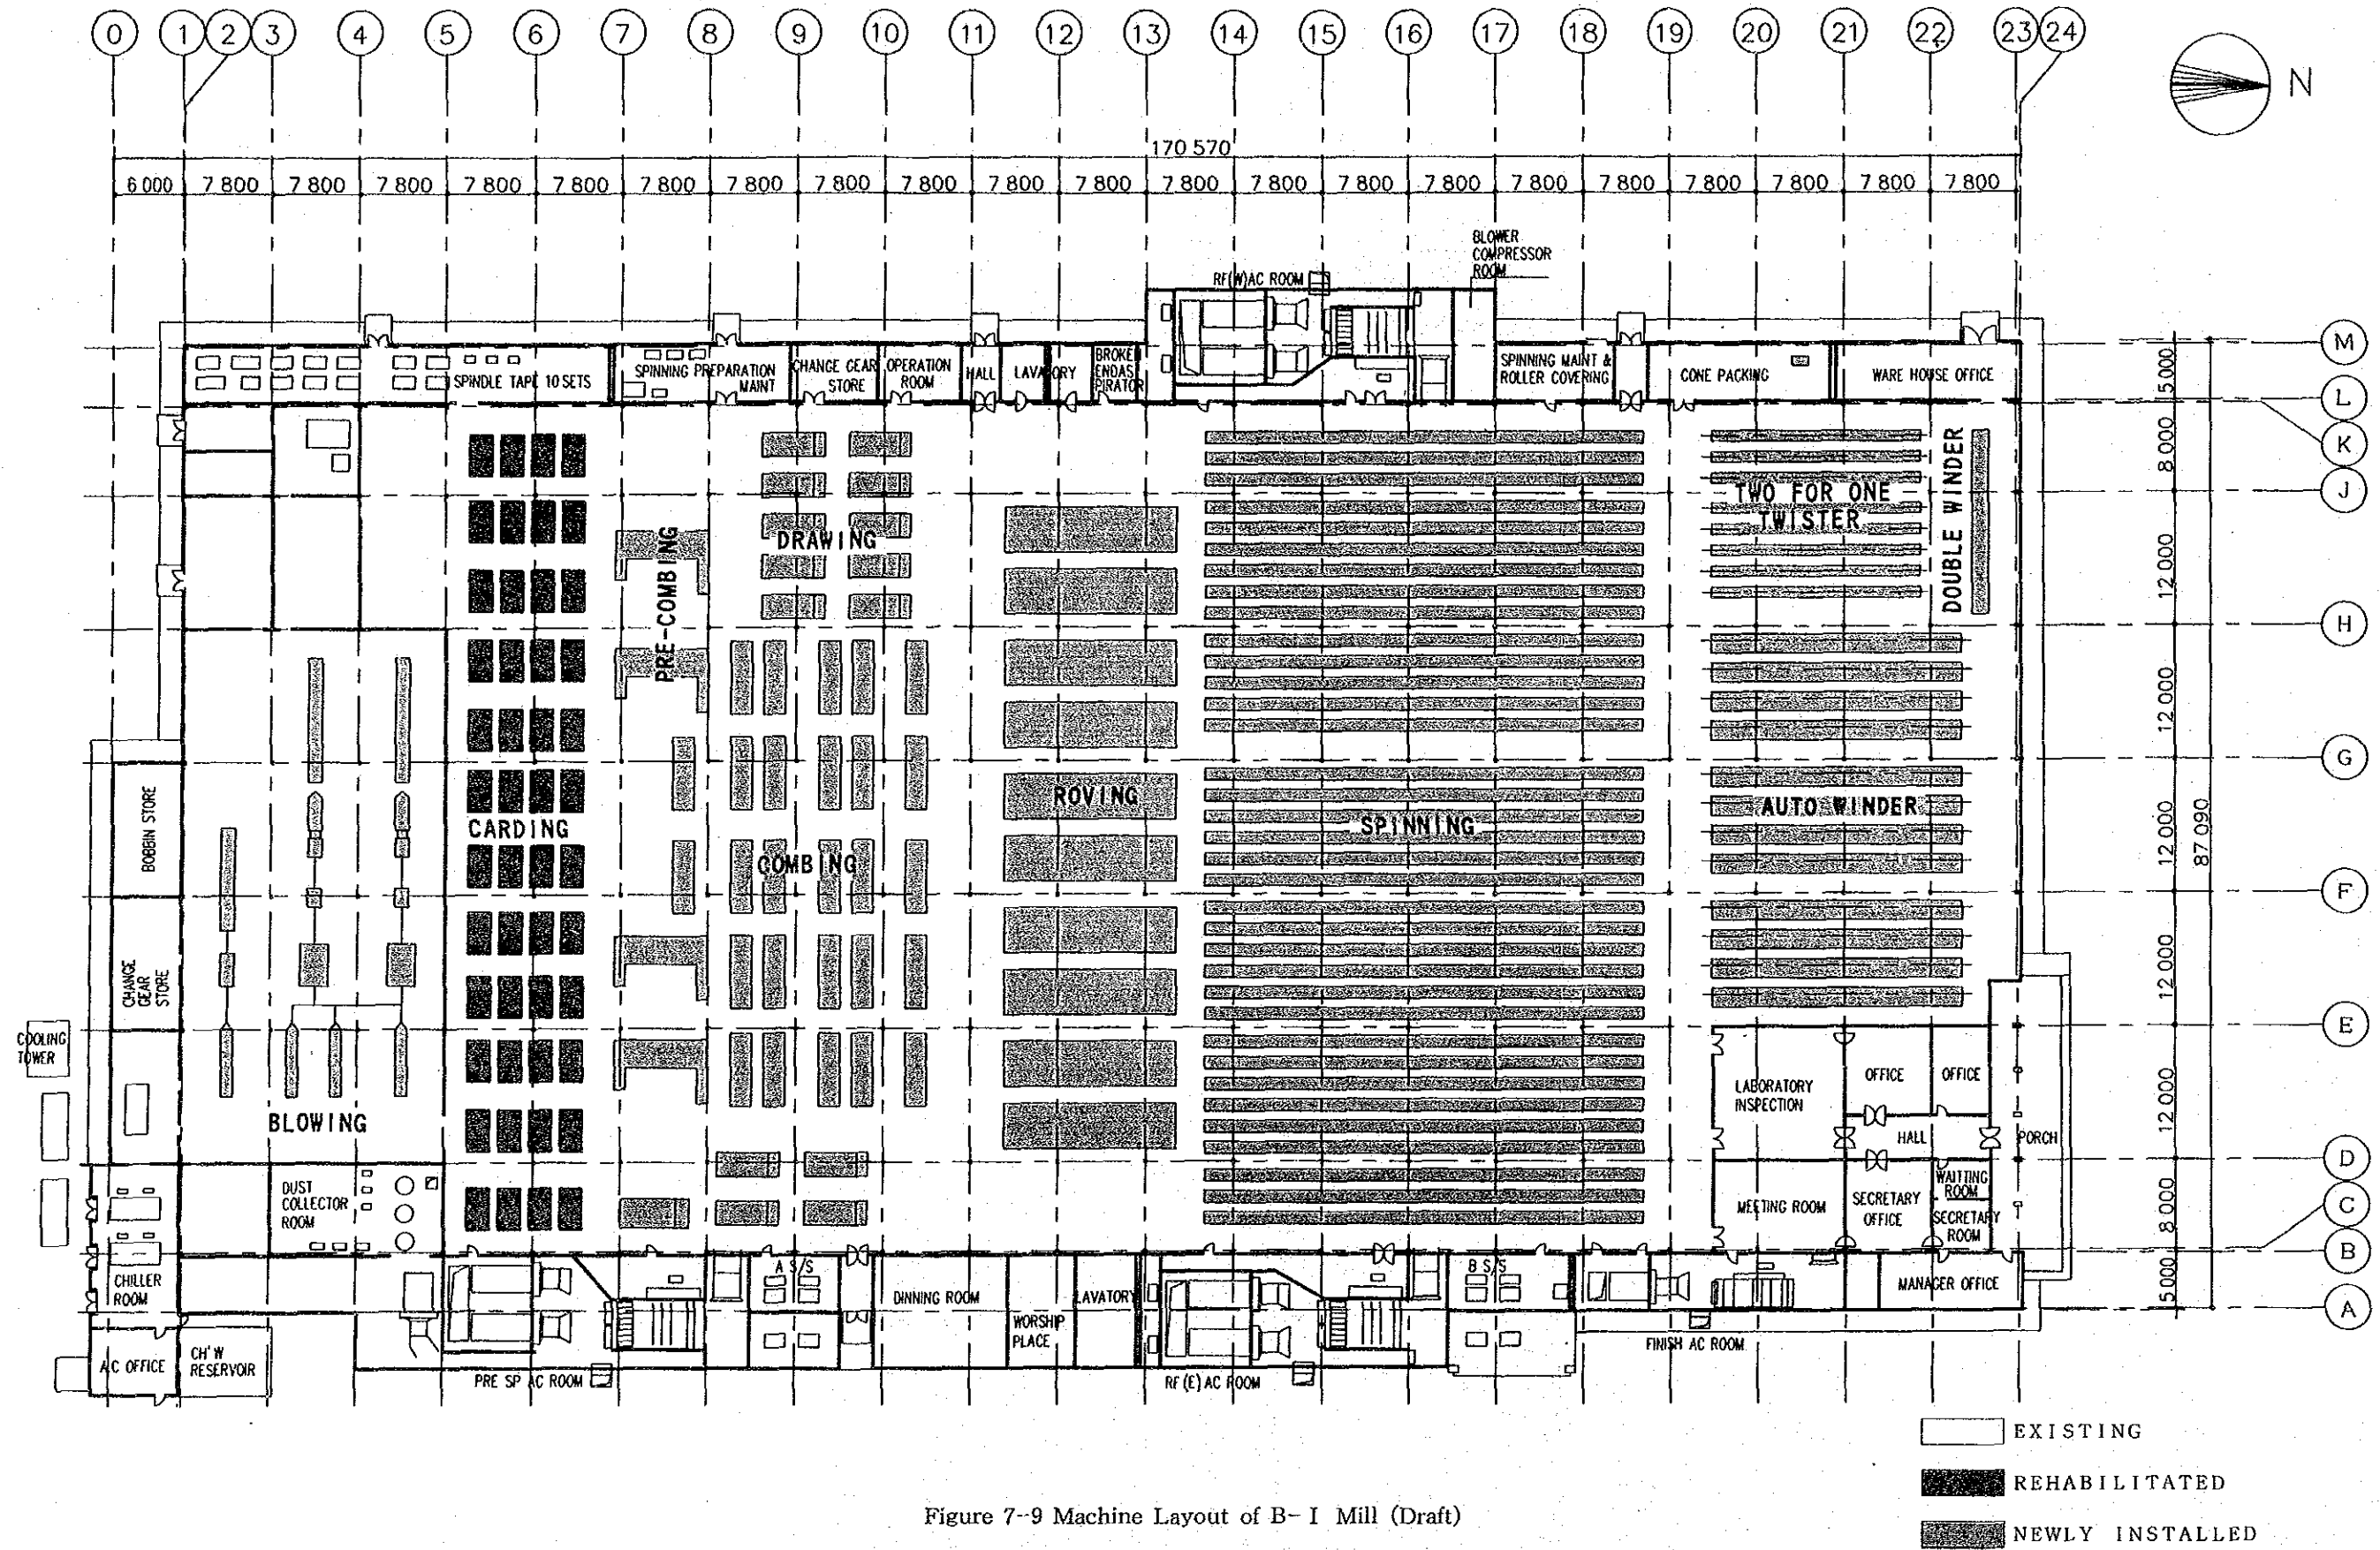 0 1 2 3 4 5 6 7 8 9 10 11 12 13 14 15 16 17 18 19 20 21 22 23 24
N
170 570
6 000 7 800 7 800 7 800 7 800 7 800 7 800 7 800 7 800 7 800 7 800 7 800 7 800 7 800 7 800 7 800 7 800 7 800 7 800 7 800 7 800 7 800
BLOWER
COMPRESSOR
ROOM
RF(W)AC ROOM
SPINDLE TAPE 10 SETS
SPINNING PREPARATION
MAINT
CHANGE GEAR
STORE
OPERATION
ROOM
HALL
LAVATORY
BROKE
ENDAS
PIRATOR
SPINNING MAINT &
ROLLER COVERING
CONE PACKING
WARE HOUSE OFFICE
M
L
K
J
H
G
F
E
D
C
B
A
5 000
8 000
12 000
12 000
12 000
12 000
12 000
8 000
5 000
87 090
TWO FOR ONE
TWISTER
DOUBLE WINDER
DRAWING
PRE-COMBING
CARDING
COMBING
ROVING
SPINNING
AUTO WINDER
BOBBIN STORE
CHANGE
GEAR
STORE
COOLING
TOWER
BLOWING
DUST
COLLECTOR
ROOM
LABORATORY
INSPECTION
OFFICE
OFFICE
HALL
PORCH
MEETING ROOM
SECRETARY
OFFICE
WAITTING
ROOM
SECRETARY
ROOM
MANAGER OFFICE
CHILLER
ROOM
A.C OFFICE
CH'W
RESERVOIR
PRE SP AC ROOM
A S/S
DINNING ROOM
WORSHIP
PLACE
LAVATORY
RF (E) AC ROOM
B S/S
FINISH AC ROOM
EXISTING
REHABILITATED
NEWLY INSTALLED
Figure 7-9 Machine Layout of B-I Mill (Draft)